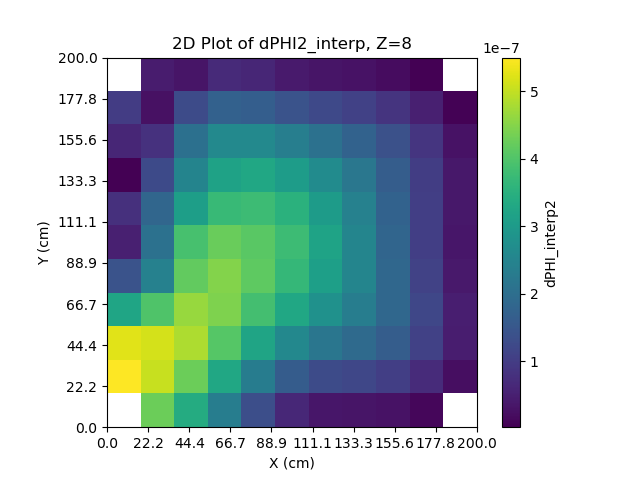 2D Plot of dPHI2_interp, Z=8
1e−7
200.0
177.8
155.6
133.3
111.1
88.9
66.7
44.4
22.2
0.0
Y (cm)
0.0 22.2 44.4 66.7 88.9 111.1 133.3 155.6 177.8 200.0
X (cm)
5
4
3
2
1
dPHI_interp2